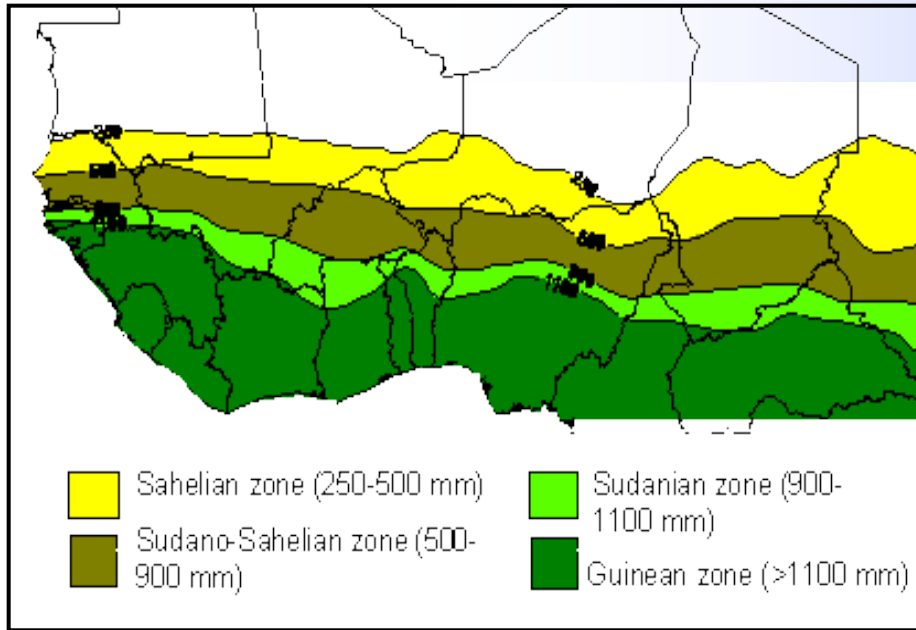 500
Sahelian zone (250-500 mm)
Sudano-Sahelian zone (500-
900 mm)
Sudanian zone (900-
1100 mm)
Guinean zone (>1100 mm)